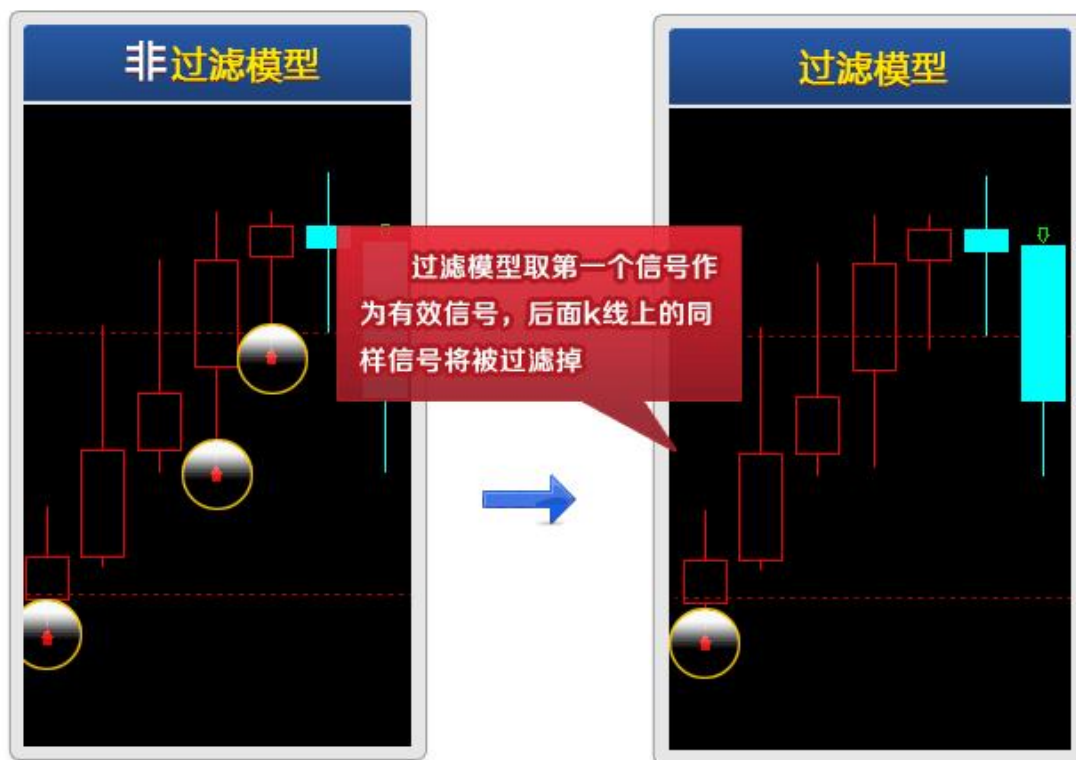 非过滤模型
过滤模型
过滤模型取第一个信号作
为有效信号，后面k线上的同
样信号将被过滤掉